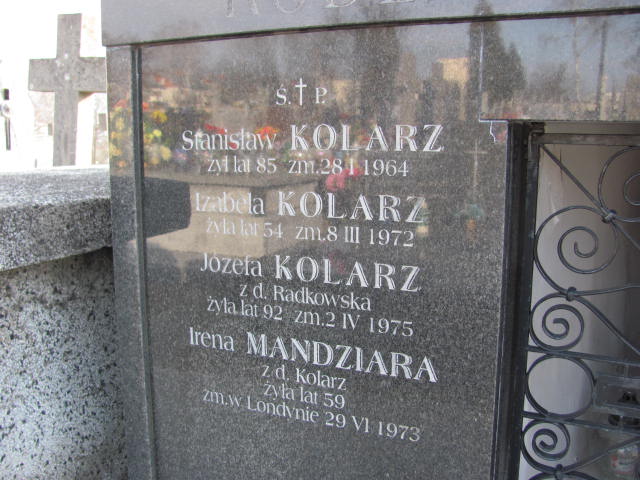 Ś.†P.
Stanisław KOLARZ
żył lat 85 zm.28 I 1964
Izabela KOLARZ
żyła lat 54 zm.8 III 1972
Józefa KOLARZ
z d. Radkowska
żyła lat 92 zm.2 IV 1975
Irena MANDZIARA
z d. Kolarz
żyła lat 59
zm.w Londynie 29 VI 1973